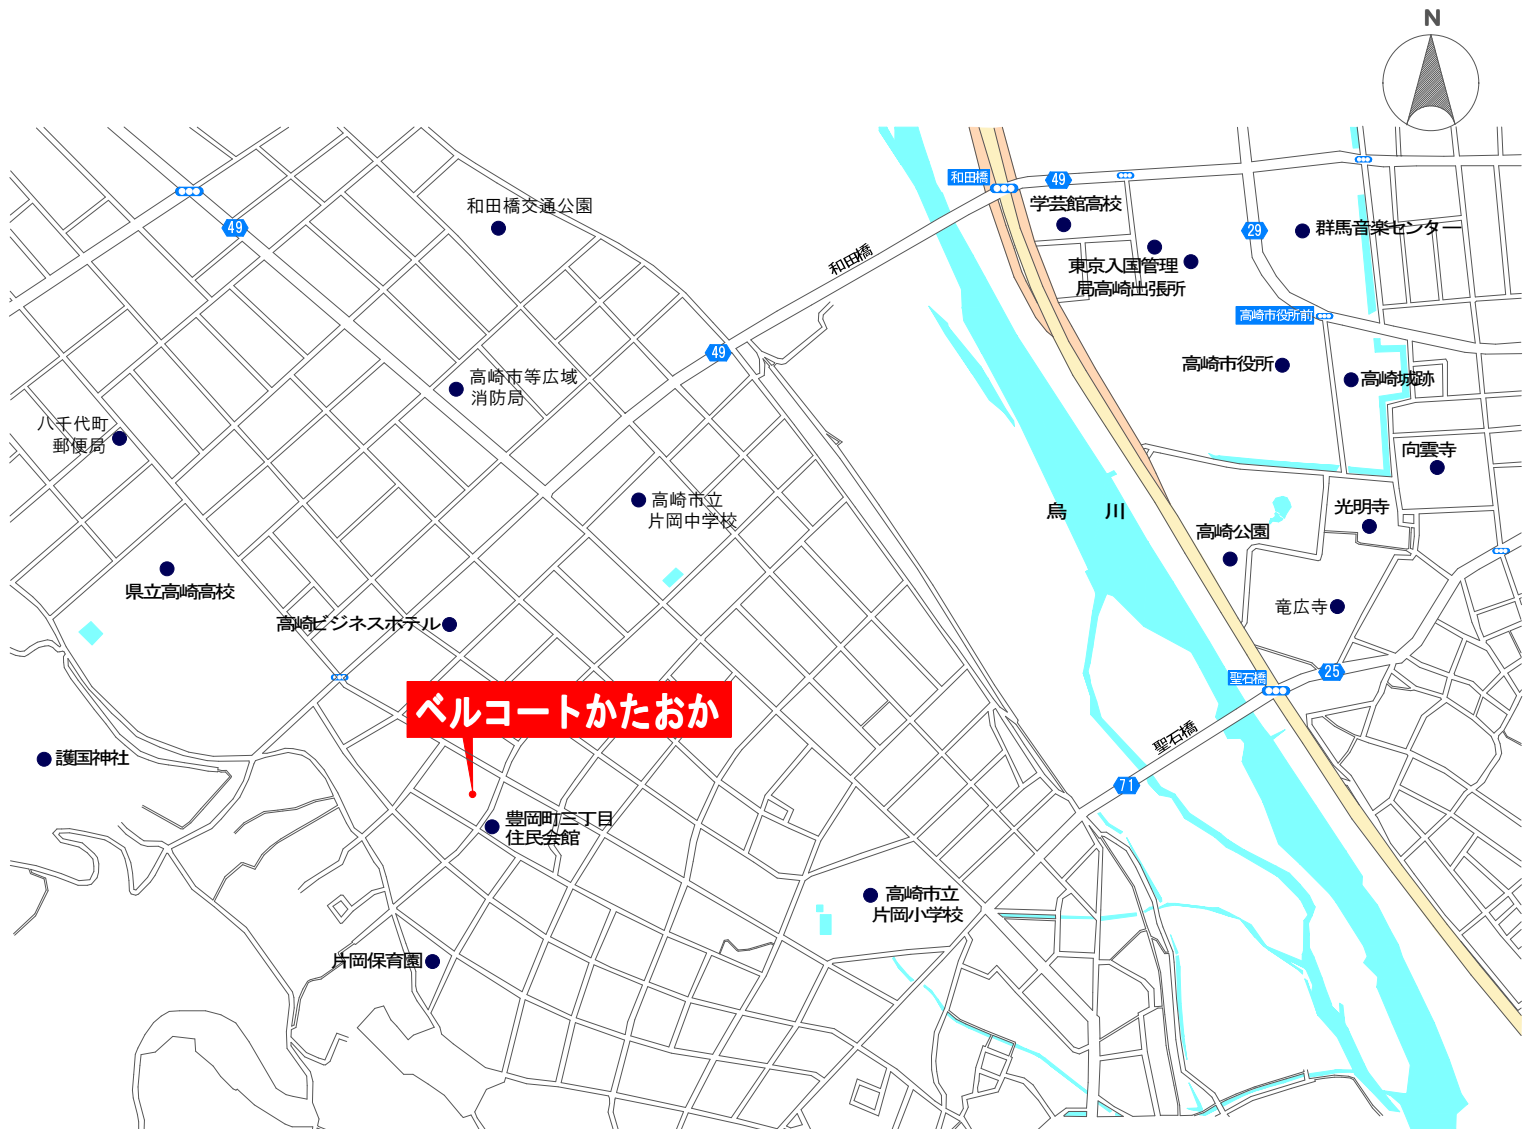 N
和田橋
49
学芸館高校
和田橋交通公園
49
29
群馬音楽センター
和田橋
東京入国管理
局高崎出張所
高崎市役所前
49
高崎市役所
高崎市等広域
消防局
高崎城跡
八千代町
郵便局
向雲寺
高崎市立
片岡中学校
烏 川
光明寺
高崎公園
県立高崎高校
竜広寺
高崎ビジネスホテル
聖石橋
25
ベルコートかたおか
聖石橋
護国神社
71
豊岡町三丁目
住民会館
高崎市立
片岡小学校
片岡保育園